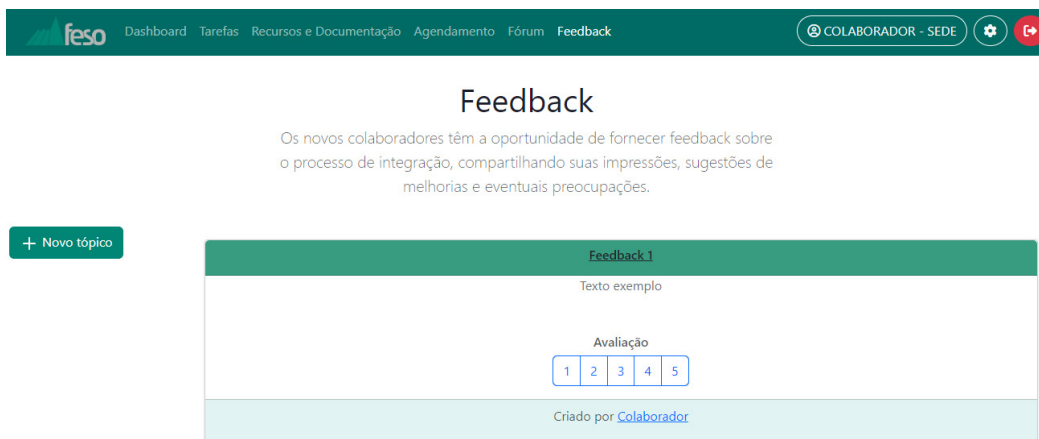 feso Dashboard Tarefas Recursos e Documentação Agendamento Fórum Feedback COLABORADOR - SEDE
Feedback
Os novos colaboradores têm a oportunidade de fornecer feedback sobre
o processo de integração, compartilhando suas impressões, sugestões de
melhorias e eventuais preocupações.
+ Novo tópico
Feedback 1
Texto exemplo
Avaliação
1 2 3 4 5
Criado por Colaborador